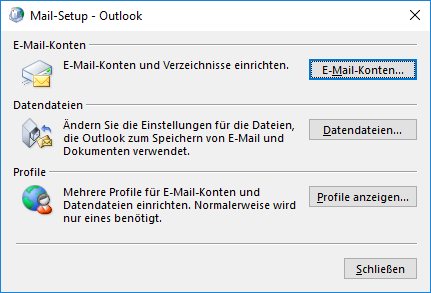 Mail-Setup - Outlook
E-Mail-Konten
E-Mail-Konten und Verzeichnisse einrichten.
E-Mail-Konten...
Datendateien
Ändern Sie die Einstellungen für die Dateien,
die Outlook zum Speichern von E-Mail und
Dokumenten verwendet.
Datendateien...
Profile
Mehrere Profile für E-Mail-Konten und
Datendateien einrichten. Normalerweise wird
nur eines benötigt.
Profile anzeigen...
Schließen